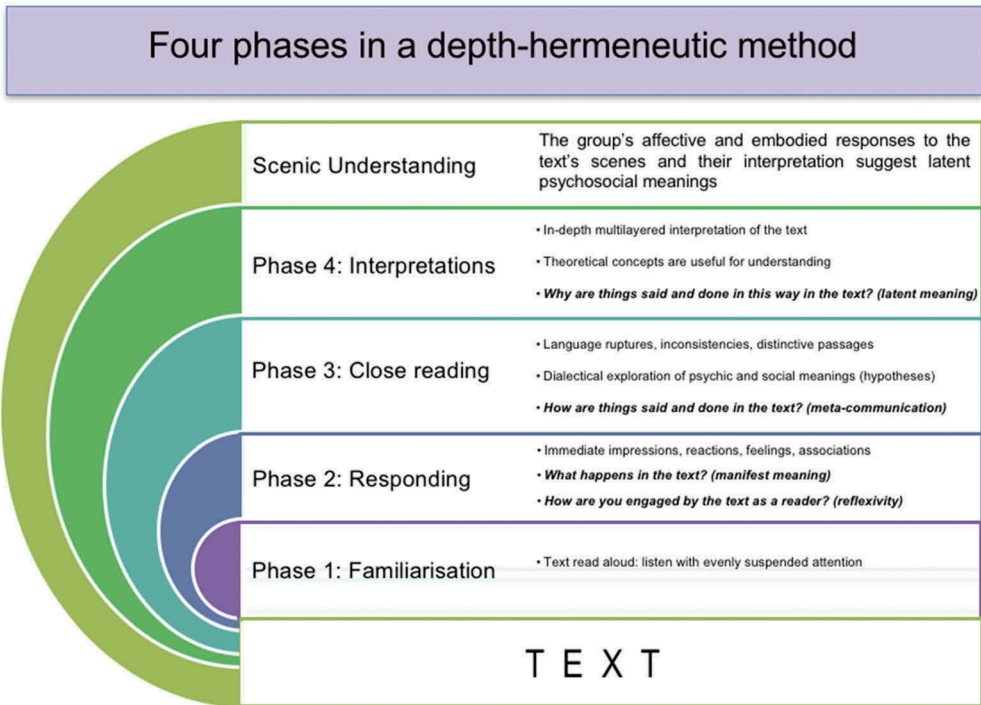 Four phases in a depth-hermeneutic method
Scenic Understanding
The group's affective and embodied responses to the
text's scenes and their interpretation suggest latent
psychosocial meanings
Phase 4: Interpretations
• In-depth multilayered interpretation of the text
• Theoretical concepts are useful for understanding
• Why are things said and done in this way in the text? (latent meaning)
Phase 3: Close reading
• Language ruptures, inconsistencies, distinctive passages
• Dialectical exploration of psychic and social meanings (hypotheses)
• How are things said and done in the text? (meta-communication)
Phase 2: Responding
• Immediate impressions, reactions, feelings, associations
• What happens in the text? (manifest meaning)
• How are you engaged by the text as a reader? (reflexivity)
Phase 1: Familiarisation
• Text read aloud: listen with evenly suspended attention
TEXT